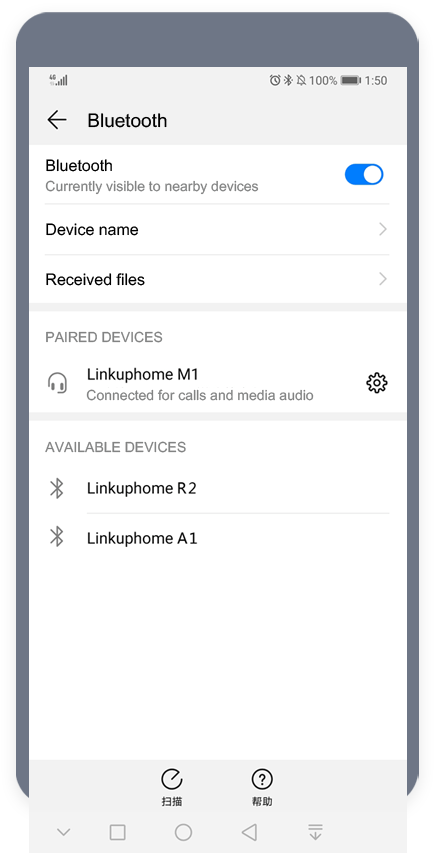 4G 100% 1:50
Bluetooth
Bluetooth
Currently visible to nearby devices
Device name
Received files
PAIRED DEVICES
Linkuphome M1
Connected for calls and media audio
AVAILABLE DEVICES
Linkuphome R2
Linkuphome A1
扫描 帮助